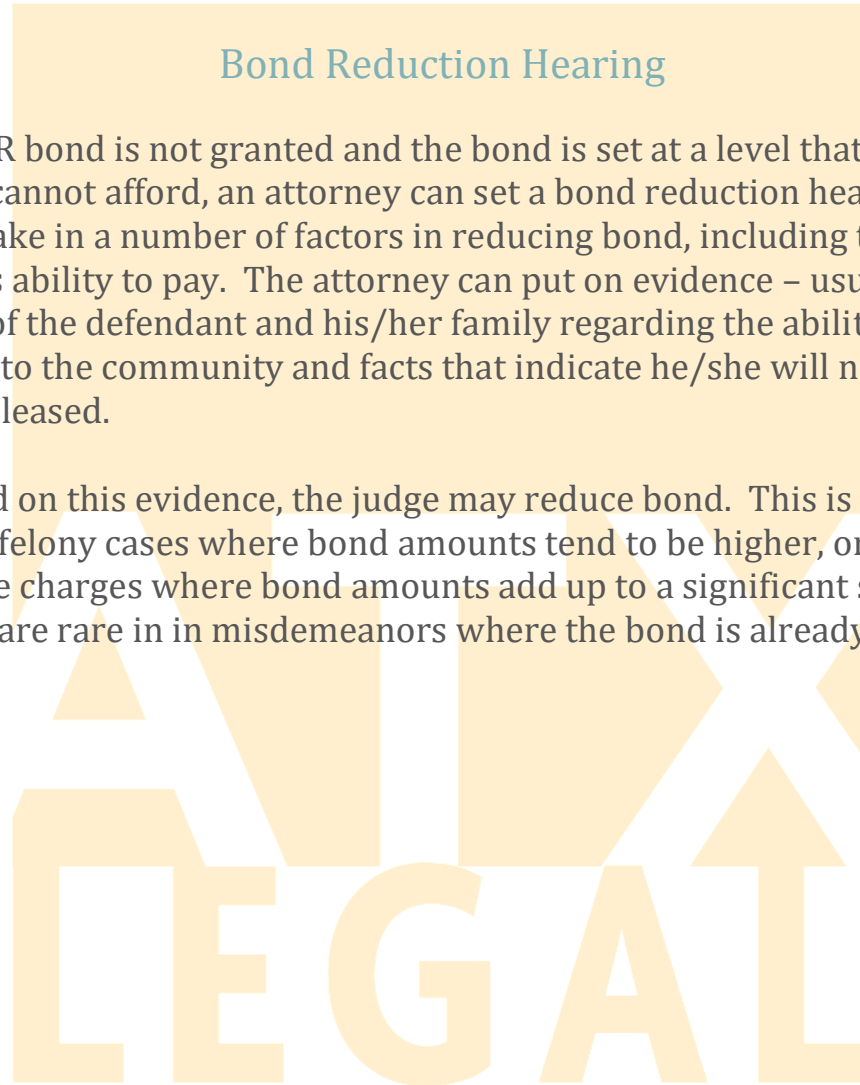 Bond Reduction Hearing
R bond is not granted and the bond is set at a level that
cannot afford, an attorney can set a bond reduction hea
ake in a number of factors in reducing bond, including t
s ability to pay.  The attorney can put on evidence – usu
of the defendant and his/her family regarding the abilit
to the community and facts that indicate he/she will n
leased.
d on this evidence, the judge may reduce bond.  This is
felony cases where bond amounts tend to be higher, or
e charges where bond amounts add up to a significant s
are rare in in misdemeanors where the bond is already
ATX
LEGAL